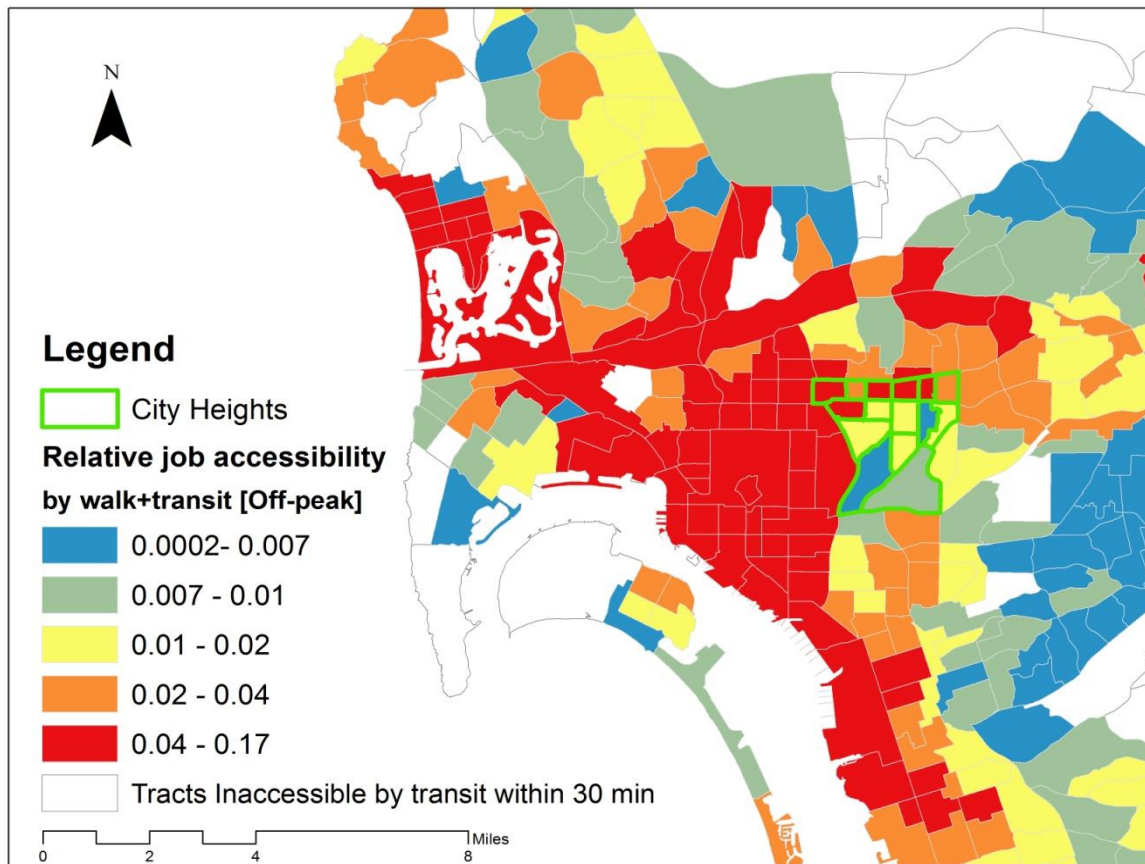 N
Legend
City Heights
Relative job accessibility
by walk+transit [Off-peak]
0.0002- 0.007
0.007 - 0.01
0.01 - 0.02
0.02 - 0.04
0.04 - 0.17
Tracts Inaccessible by transit within 30 min
Miles
0 2 4 8